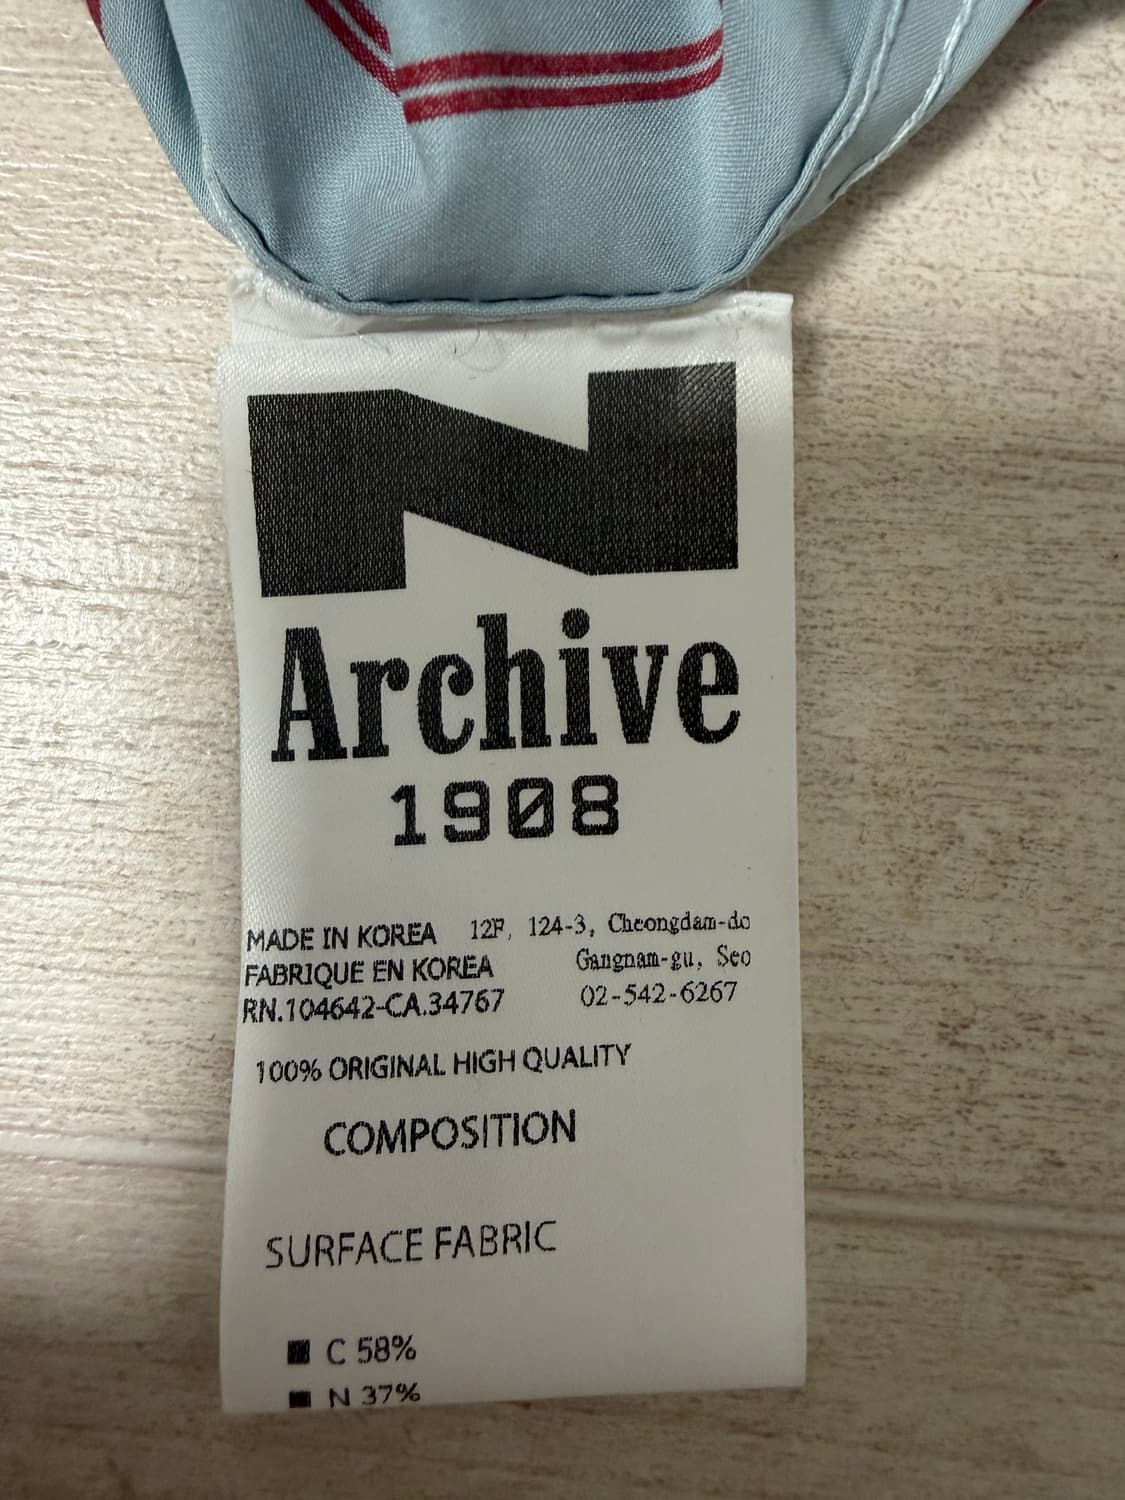 N
Archive
1908
MADE IN KOREA 12F, 124-3, Cheongdam-do
FABRIQUE EN KOREA Gangnam-gu, Seo
RN.104642-CA.34767 02-542-6267
100% ORIGINAL HIGH QUALITY
COMPOSITION
SURFACE FABRIC
■ C 58%
■ N 37%